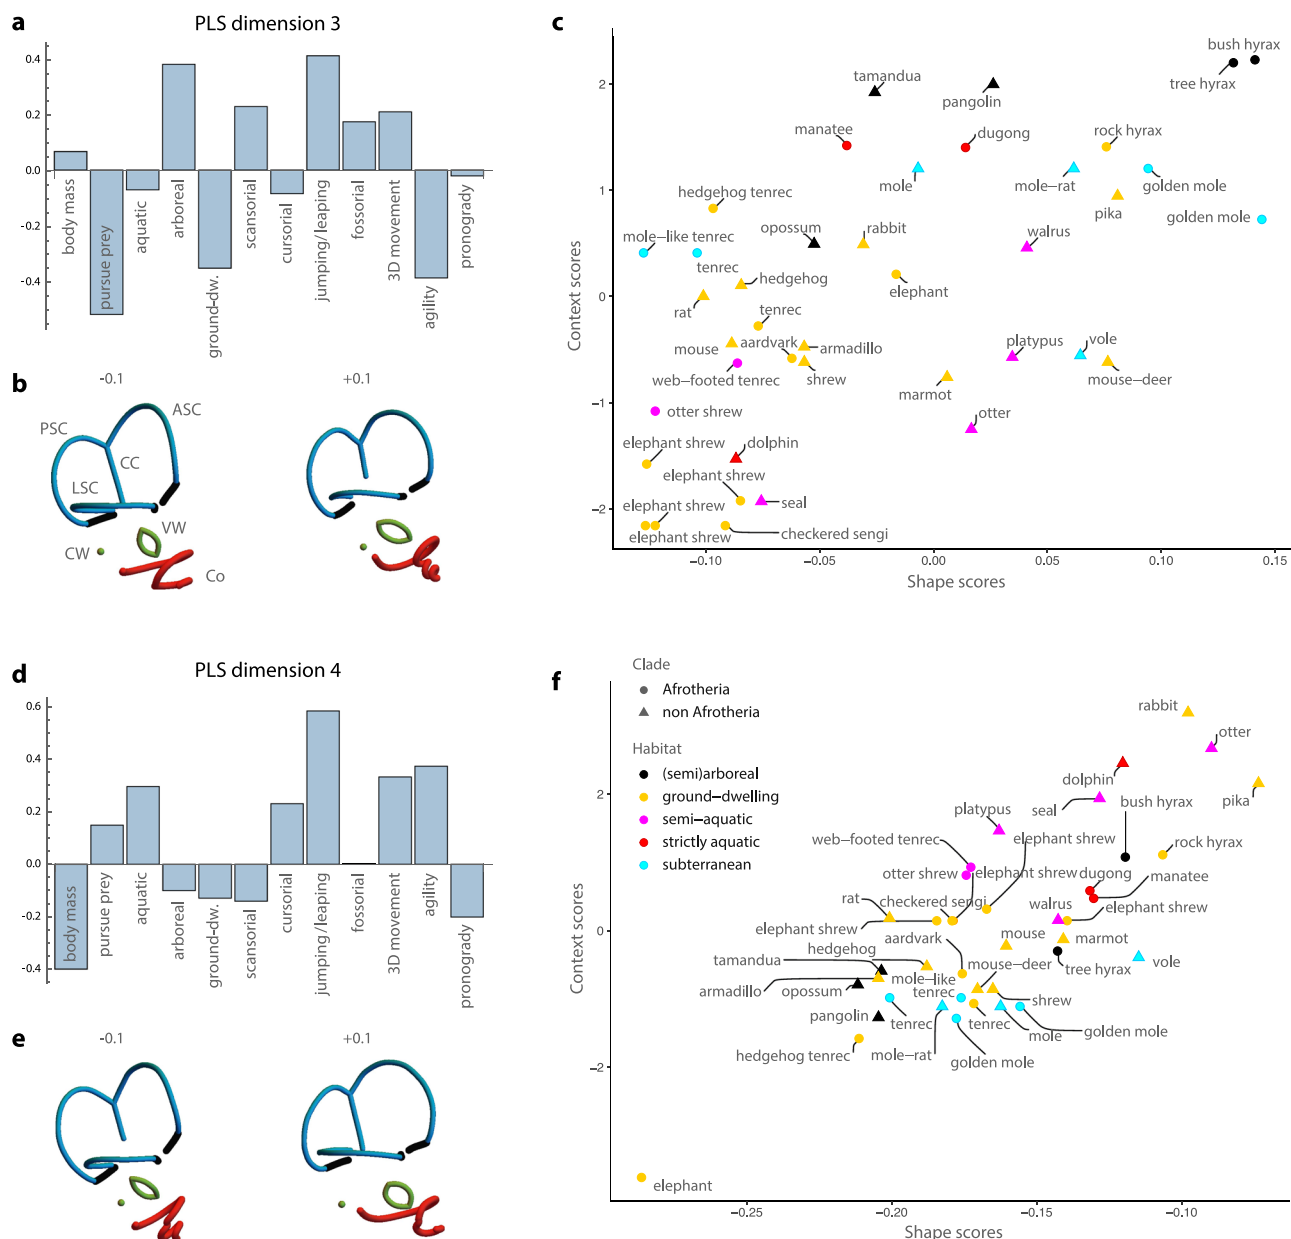 a
PLS dimension 3
0.4
0.2
0.0
-0.2
-0.4
body mass
pursue prey
aquatic
arboreal
ground-dw.
scansorial
cursorial
jumping/leaping
fossorial
3D movement
agility
pronogrady
b
-0.1
+0.1
ASC
PSC
CC
LSC
VW
CW
Co
c
Context scores
2
1
0
−1
−2
bush hyrax
tree hyrax
tamandua
pangolin
manatee
dugong
rock hyrax
mole
mole−rat
golden mole
pika
hedgehog tenrec
golden mole
opossum
rabbit
walrus
mole−like tenrec
tenrec
hedgehog
elephant
rat
tenrec
mouse
aardvark
armadillo
platypus
vole
web−footed tenrec
shrew
marmot
mouse−deer
otter shrew
otter
elephant shrew
dolphin
elephant shrew
elephant shrew
seal
elephant shrew
checkered sengi
−0.10
−0.05
0.00
0.05
0.10
0.15
Shape scores
d
PLS dimension 4
0.6
0.4
0.2
0.0
-0.2
-0.4
body mass
pursue prey
aquatic
arboreal
ground-dw.
scansorial
cursorial
jumping/leaping
fossorial
3D movement
agility
pronogrady
e
-0.1
+0.1
f
Clade
Afrotheria
non Afrotheria
Habitat
(semi)arboreal
ground−dwelling
semi−aquatic
strictly aquatic
subterranean
Context scores
2
0
−2
rabbit
otter
dolphin
pika
seal
bush hyrax
platypus
web−footed tenrec
elephant shrew
rock hyrax
otter shrew
elephant shrew
dugong
manatee
rat
checkered sengi
walrus
elephant shrew
elephant shrew
aardvark
mouse
marmot
hedgehog
tamandua
mole−like
tenrec
mouse−deer
tree hyrax
vole
armadillo
opossum
shrew
pangolin
tenrec
tenrec
mole
golden mole
hedgehog tenrec
mole−rat
golden mole
elephant
−0.25
−0.20
−0.15
−0.10
Shape scores